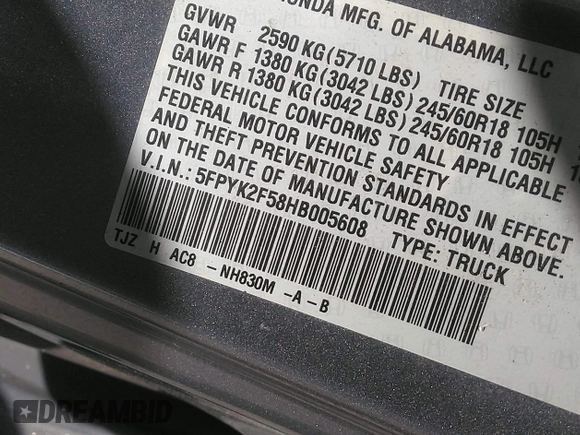 HONDA MFG. OF ALABAMA, LLC
GVWR 2590 KG (5710 LBS) TIRE SIZE
GAWR F 1380 KG (3042 LBS) 245/60R18 105H
GAWR R 1380 KG (3042 LBS) 245/60R18 105H
THIS VEHICLE CONFORMS TO ALL APPLICABLE
FEDERAL MOTOR VEHICLE SAFETY
AND THEFT PREVENTION STANDARDS IN EFFECT
ON THE DATE OF MANUFACTURE SHOWN ABOVE.
V.I.N.: 5FPYK2F58HB005608 TYPE: TRUCK
TJZ H AC8 - NH830M - A - B
DREAMBID